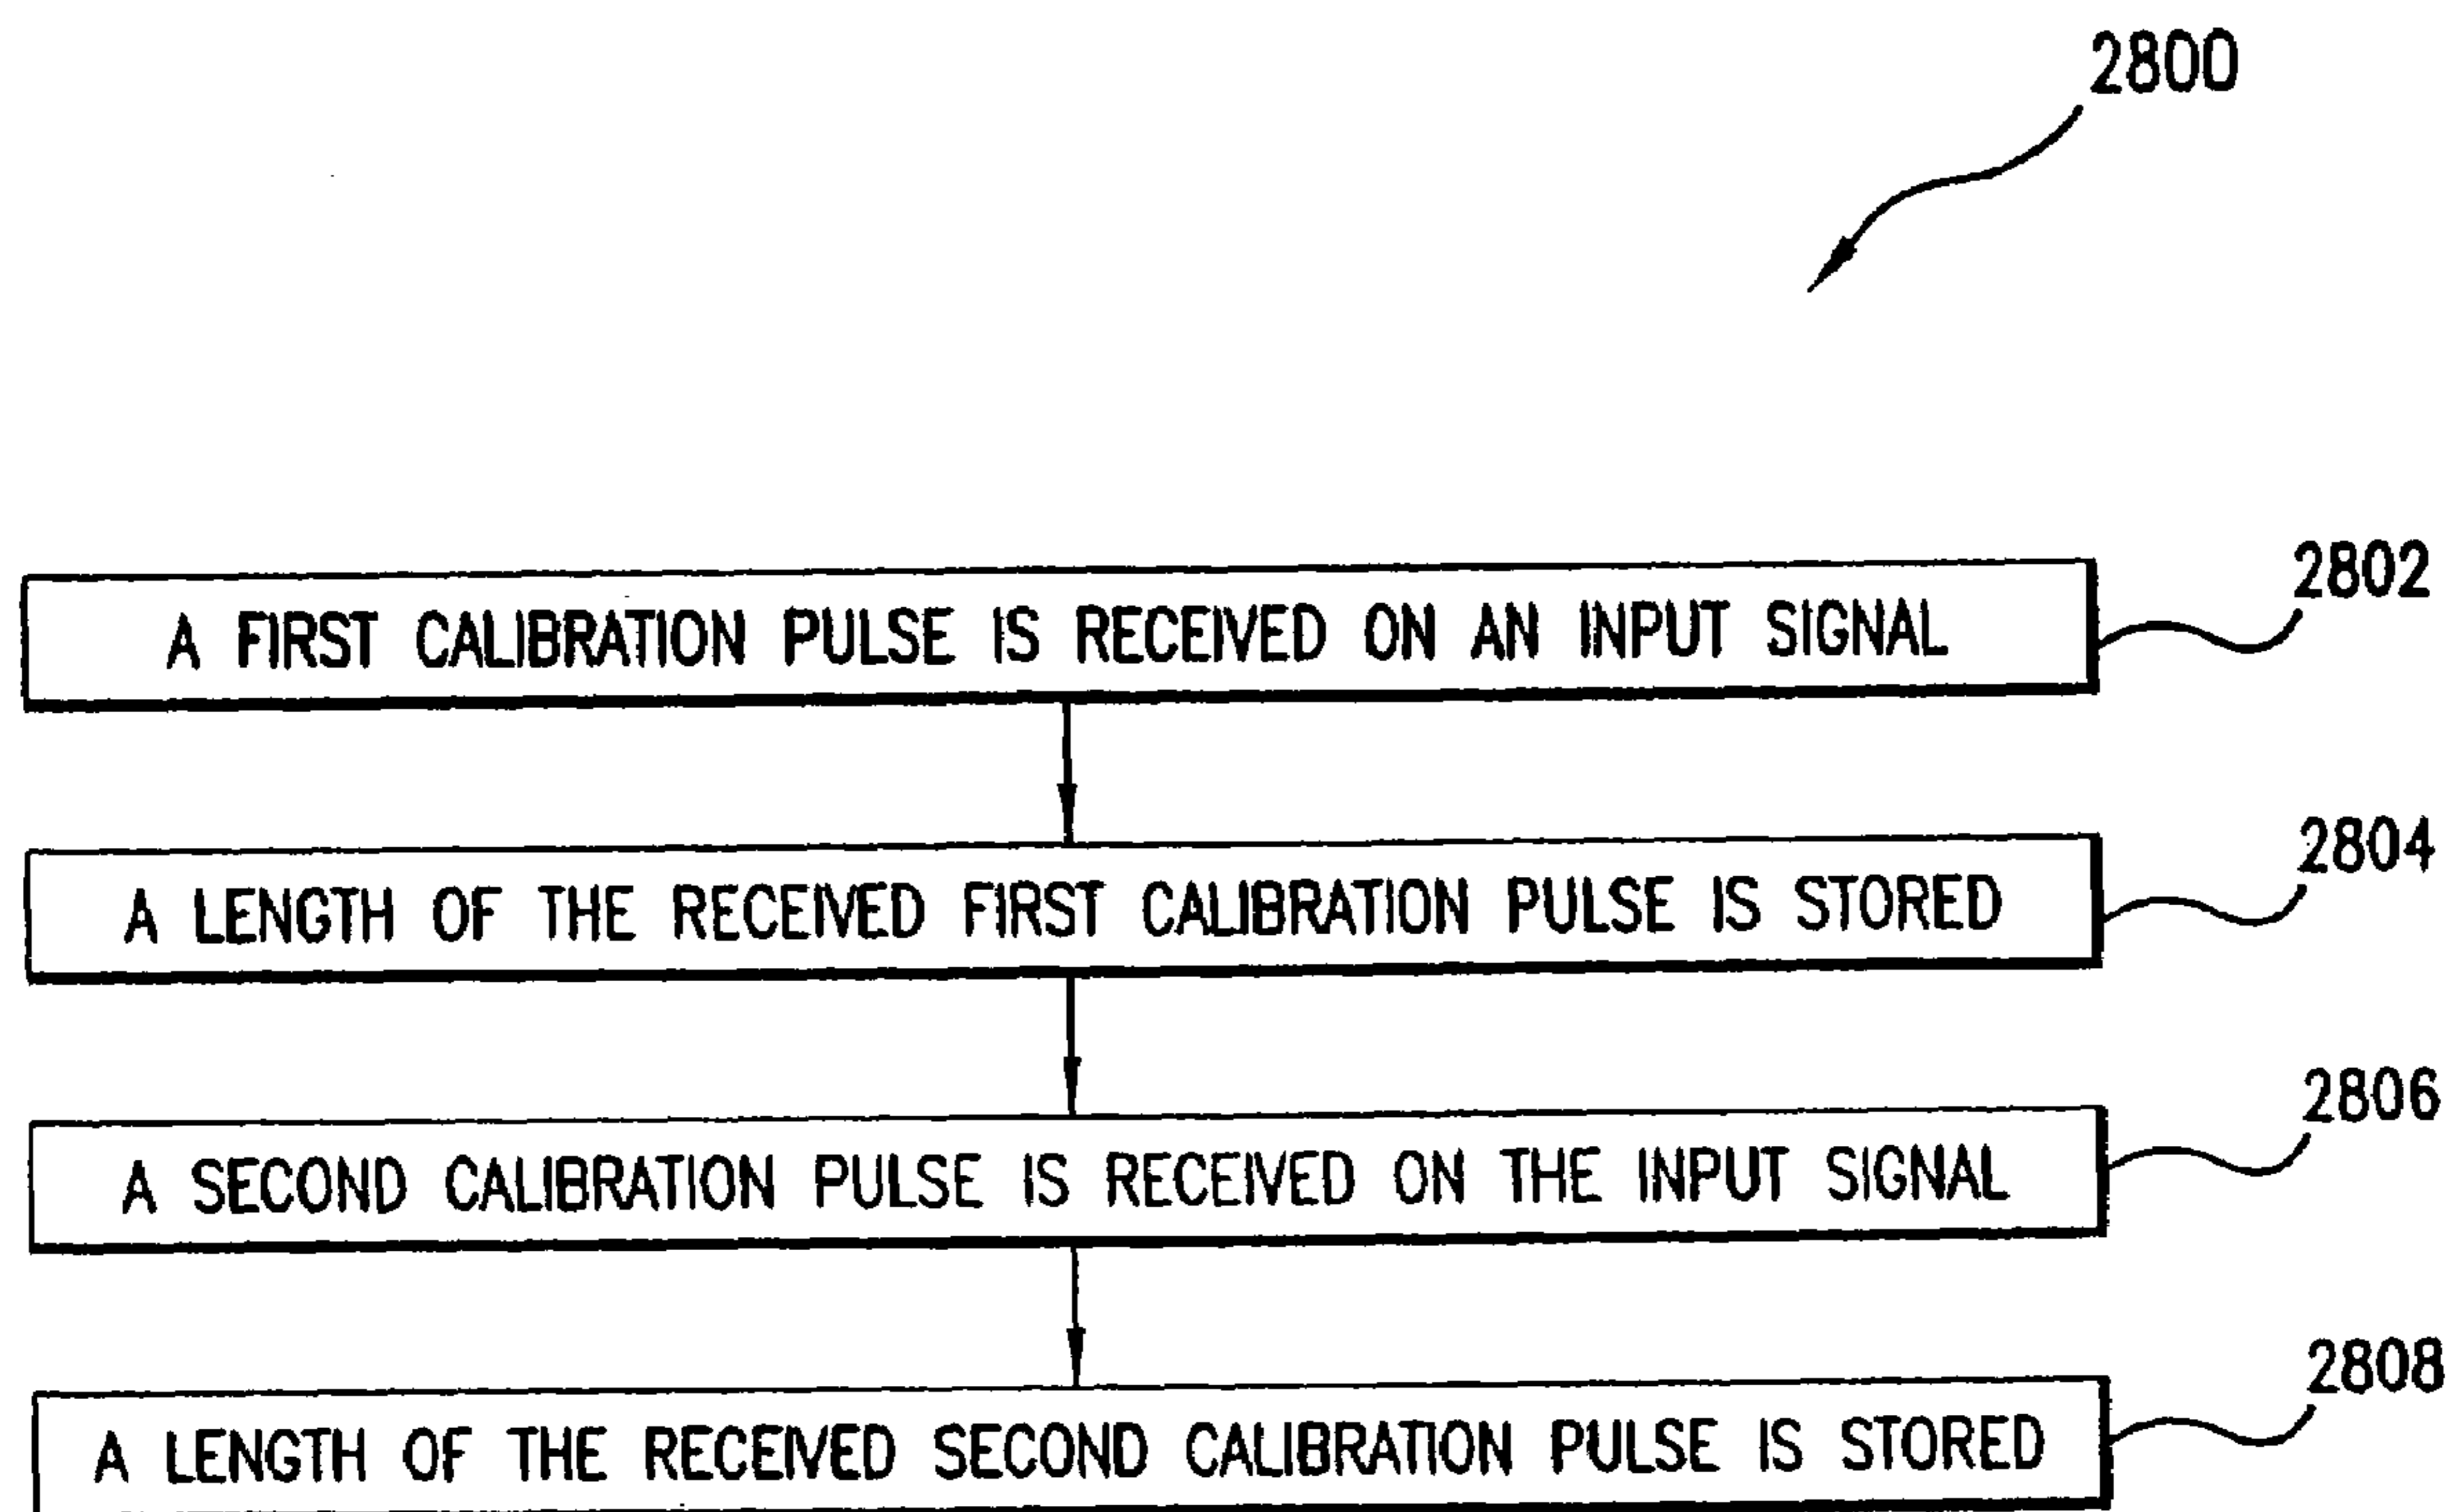 2800
A FIRST CALIBRATION PULSE IS RECEIVED ON AN INPUT SIGNAL
2802
A LENGTH OF THE RECEIVED FIRST CALIBRATION PULSE IS STORED
2804
A SECOND CALIBRATION PULSE IS RECEIVED ON THE INPUT SIGNAL
2806
A LENGTH OF THE RECEIVED SECOND CALIBRATION PULSE IS STORED
2808